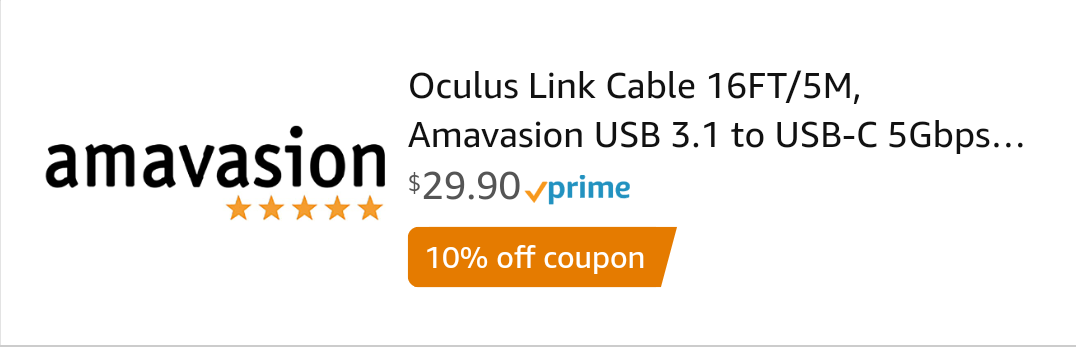 amavasion
Oculus Link Cable 16FT/5M,
Amavasion USB 3.1 to USB-C 5Gbps...
$29.90 prime
10% off coupon